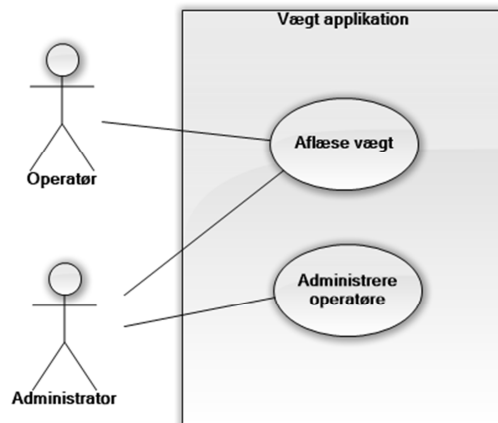 Vægt applikation
Aflæse vægt
Operatør
Administrere
operatøre
Administrator